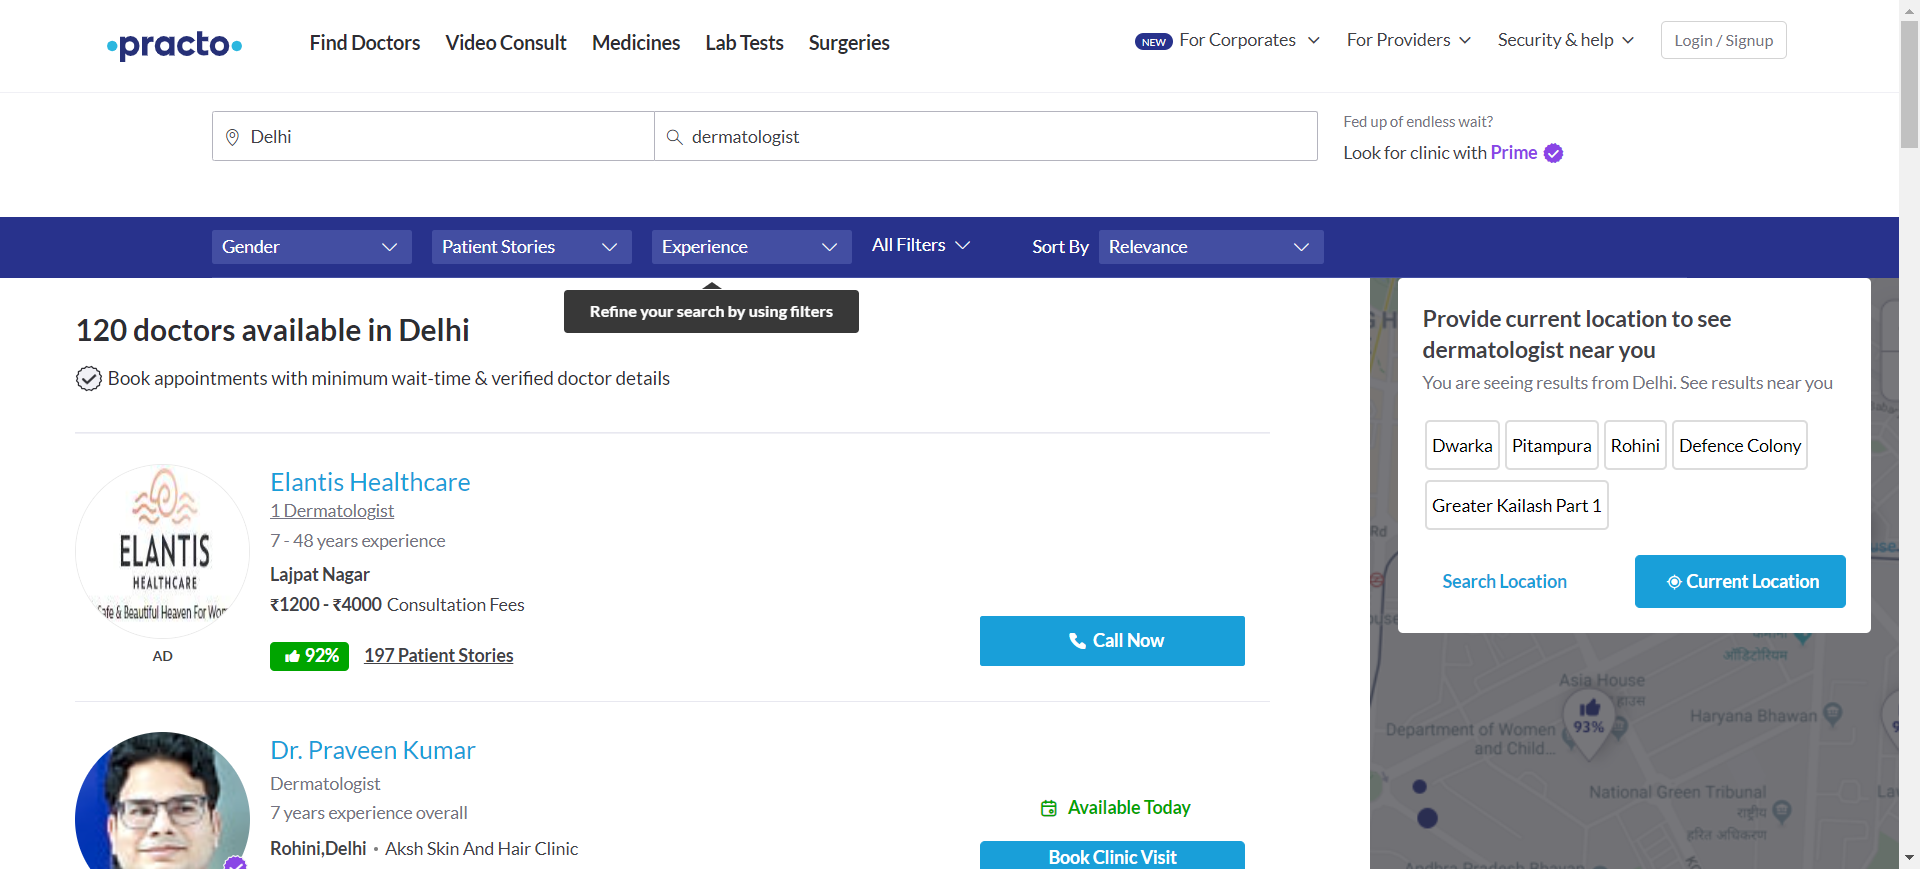 practo
Find Doctors Video Consult Medicines Lab Tests Surgeries
NEW For Corporates For Providers Security & help Login / Signup
Delhi dermatologist
Fed up of endless wait?
Look for clinic with Prime
Gender Patient Stories Experience All Filters Sort By Relevance
Refine your search by using filters
120 doctors available in Delhi
Book appointments with minimum wait-time & verified doctor details
Elantis Healthcare
1 Dermatologist
7 - 48 years experience
Lajpat Nagar
₹1200 - ₹4000 Consultation Fees
92% 197 Patient Stories
ELANTIS
HEALTHCARE
Safe & Beautiful Heaven For
AD
Call Now
Dr. Praveen Kumar
Dermatologist
7 years experience overall
Rohini,Delhi • Aksh Skin And Hair Clinic
Available Today
Book Clinic Visit
Provide current location to see
dermatologist near you
You are seeing results from Delhi. See results near you
Dwarka Pitampura Rohini Defence Colony
Greater Kailash Part 1
Search Location Current Location
Rd
ऑडिटोरियम
Asia House
हाउस
93%
Department of Women
and Child...
Haryana Bhawan
National Green Tribunal
राष्ट्रीय
हरित अधिकरण
Andhra Pradesh Bhawan